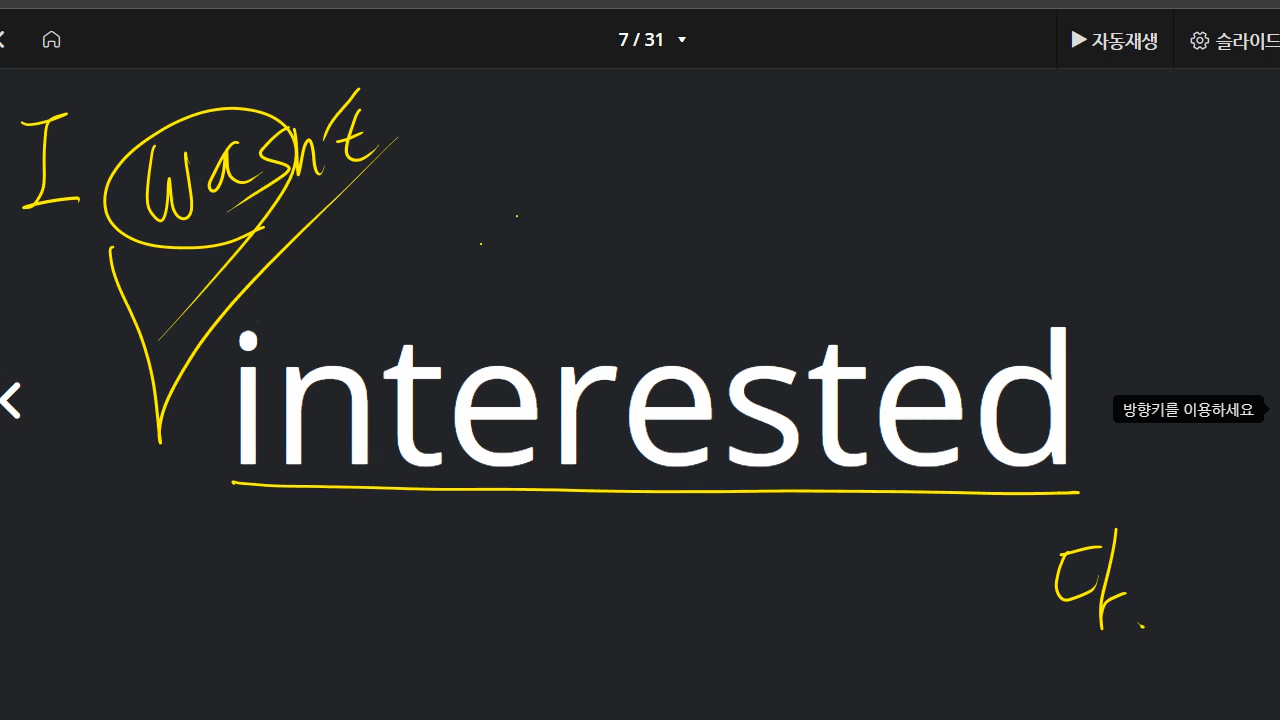 7 / 31
자동재생
슬라이드
I wasn't
interested
방향키를 이용하세요
다.